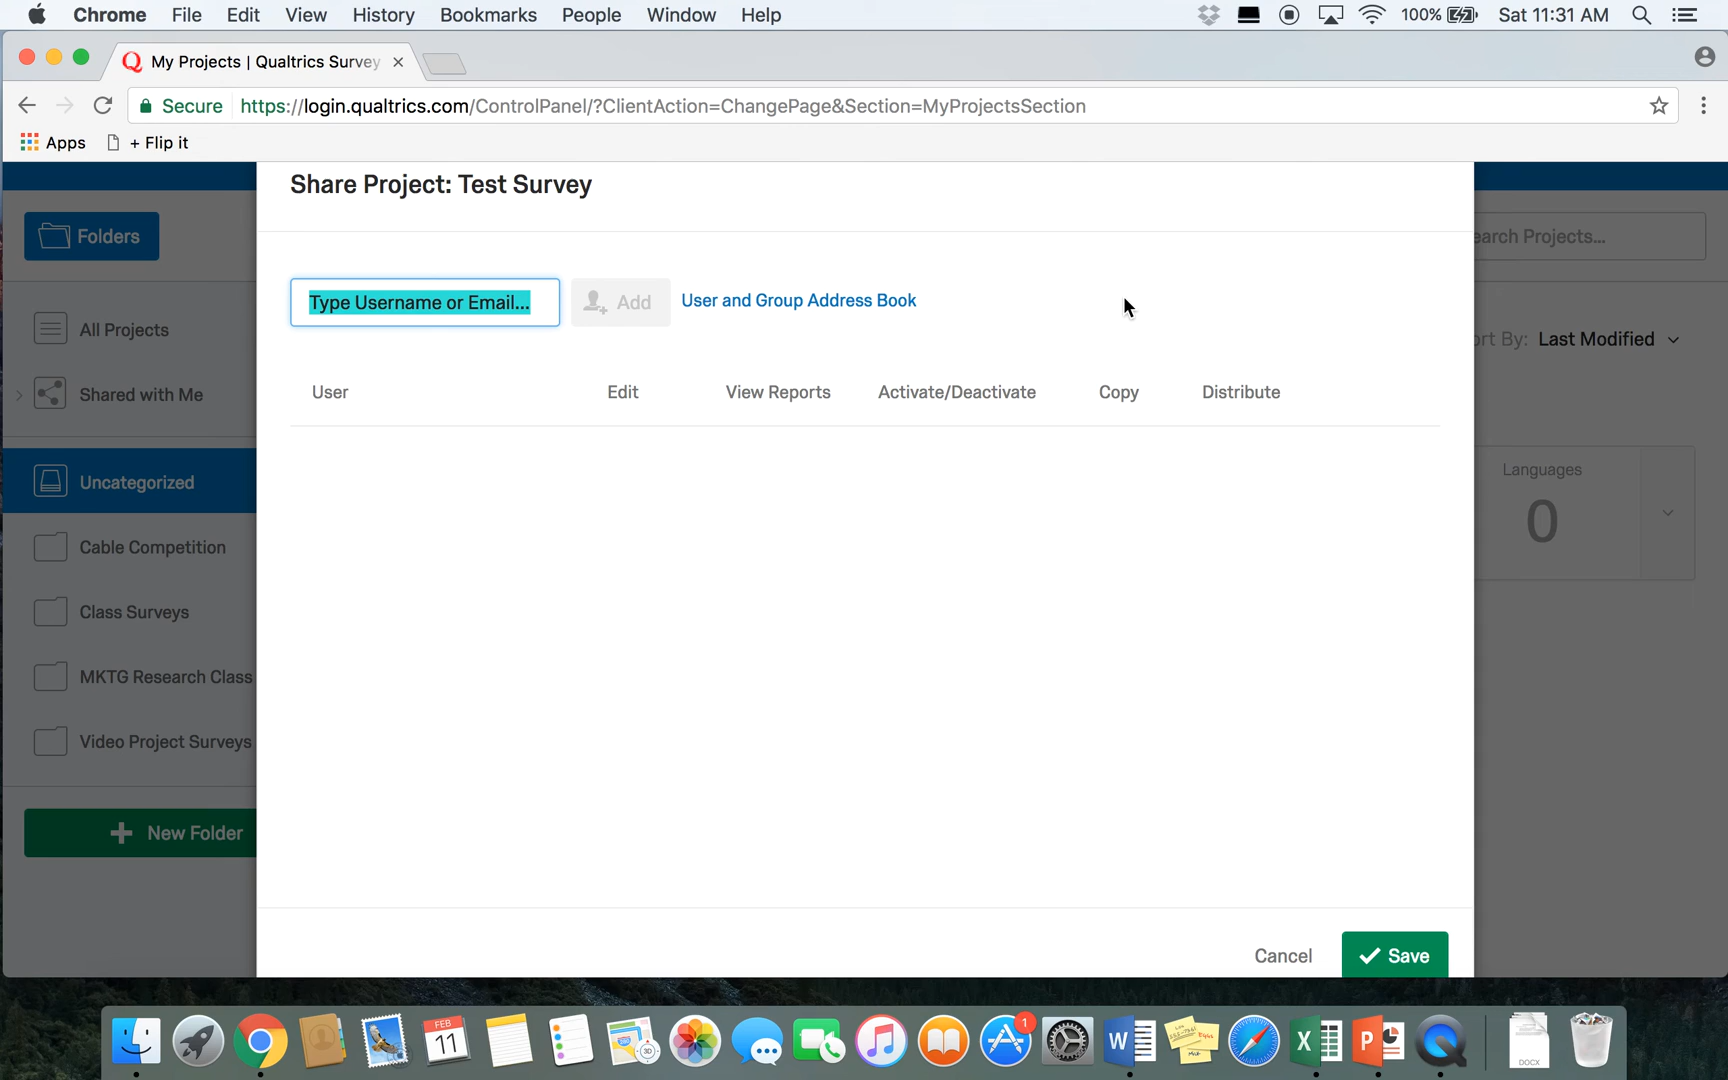 Chrome File Edit View History Bookmarks People Window Help 100% Sat 11:31 AM
My Projects | Qualtrics Survey
Secure https://login.qualtrics.com/ControlPanel/?ClientAction=ChangePage&Section=MyProjectsSection
Apps + Flip it
Share Project: Test Survey
Folders
earch Projects...
Type Username or Email... Add User and Group Address Book
All Projects
ort By: Last Modified
Shared with Me
User Edit View Reports Activate/Deactivate Copy Distribute
Uncategorized
Languages
0
Cable Competition
Class Surveys
MKTG Research Class
Video Project Surveys
New Folder
Cancel Save
FEB
11
3D
1
W
X
P
DOCX